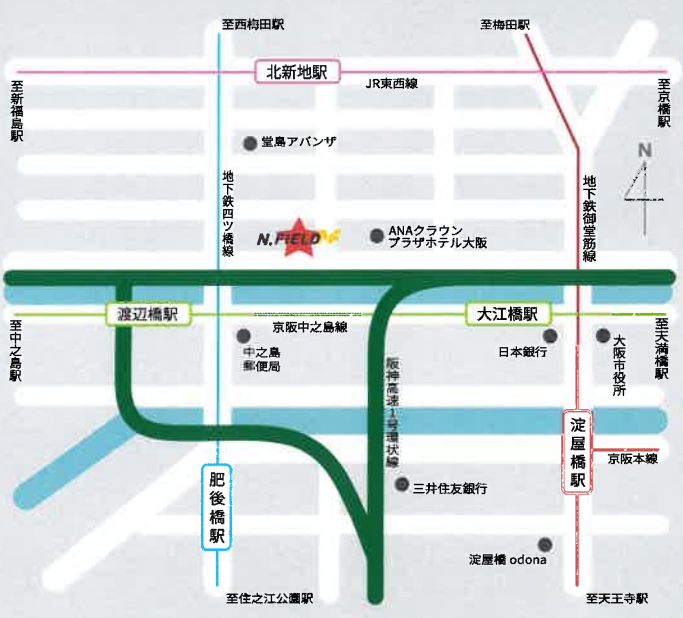 至西梅田駅
至梅田駅
北新地駅
JR東西線
至新福島駅
至京橋駅
堂島アバンザ
N
地下鉄四ツ橋線
地下鉄御堂筋線
N.FIELD
ANAクラウン
プラザホテル大阪
渡辺橋駅
大江橋駅
京阪中之島線
至中之島駅
至天満橋駅
中之島
郵便局
日本銀行
大阪市役所
阪神高速1号環状線
淀屋橋駅
京阪本線
肥後橋駅
三井住友銀行
淀屋橋 odona
至住之江公園駅
至天王寺駅